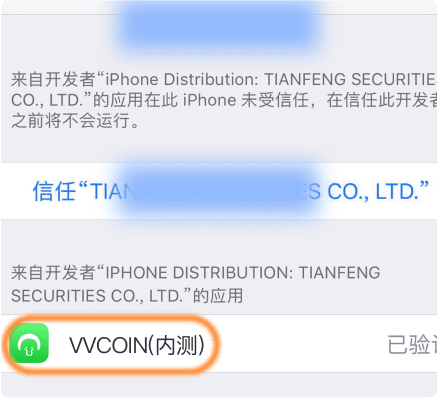 来自开发者“iPhone Distribution: TIANFENG SECURITIE
CO., LTD.”的应用在此 iPhone 未受信任，在信任此开发者
之前将不会运行。
信任“TIAN ES CO., LTD.”
来自开发者“IPHONE DISTRIBUTION: TIANFENG
SECURITIES CO., LTD.”的应用
VVCOIN(内测) 已验证